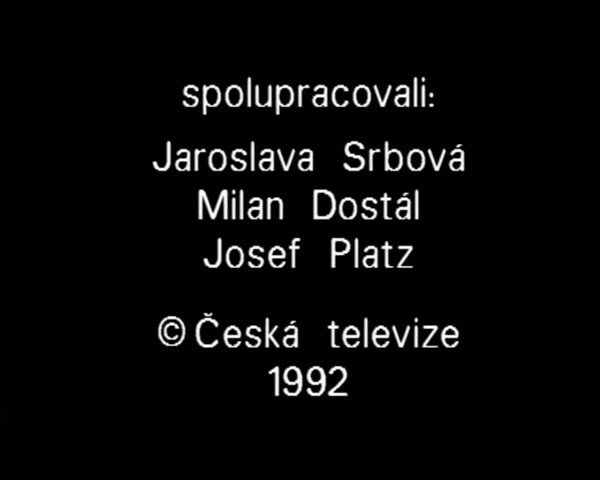 spolupracovali:
Jaroslava Srbová
Milan Dostál
Josef Platz
© Česká televize
1992